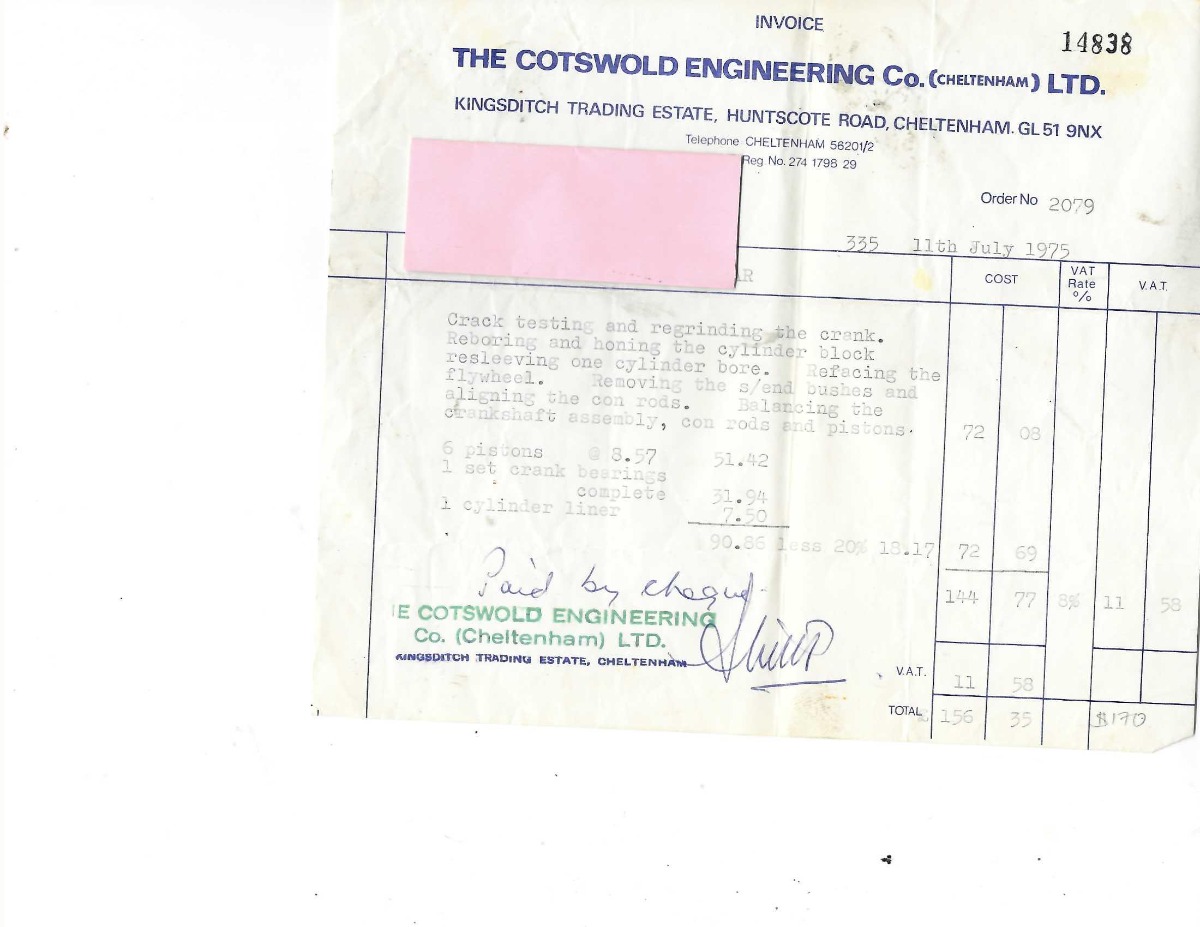 INVOICE
14838
THE COTSWOLD ENGINEERING Co. (CHELTENHAM) LTD.
KINGSDITCH TRADING ESTATE, HUNTSCOTE ROAD, CHELTENHAM. GL51 9NX
Telephone CHELTENHAM 56201/2
Reg No. 274 1798 29
Order No 2079
335 11th July 1975
R COST VAT Rate % V.A.T.
Crack testing and regrinding the crank.
Reboring and honing the cylinder block
resleeving one cylinder bore. Refacing the
flywheel. Removing the s/end bushes and
aligning the con rods. Balancing the
crankshaft assembly, con rods and pistons. 72 08
6 pistons @ 8.57 51.42
1 set crank bearings
complete 31.94
1 cylinder liner 7.50
90.86 less 20% 18.17 72 69
Paid by cheque 144 77 8% 11 58
E COTSWOLD ENGINEERING
Co. (Cheltenham) LTD.
KINGSDITCH TRADING ESTATE, CHELTENHAM
V.A.T. 11 58
TOTAL £ 156 35 $170